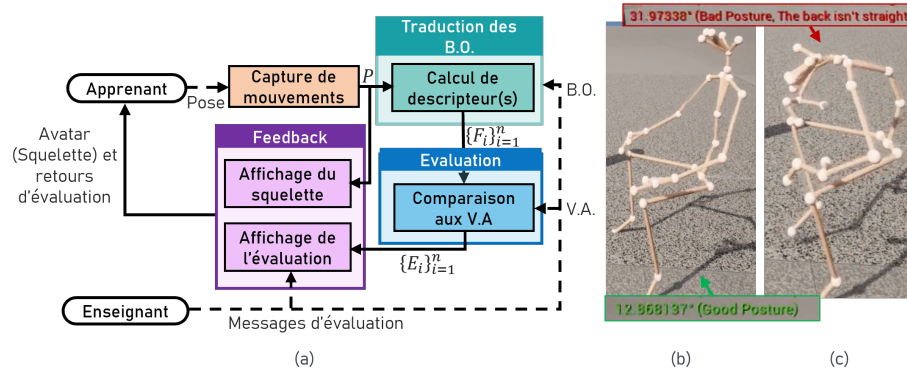 Traduction des
B.O.
Capture de
mouvements
P
Calcul de
descripteur(s)
Apprenant
Pose
B.O.
{F_i}_{i=1}^n
Avatar
(Squelette) et
retours
d'évaluation
Feedback
Evaluation
Affichage du
squelette
Comparaison
aux V.A
V.A.
Affichage de
l'évaluation
{E_i}_{i=1}^n
Enseignant
Messages d'évaluation
(a)
31.97338° (Bad Posture, The back isn't straight
12.968137° (Good Posture)
(b)
(c)